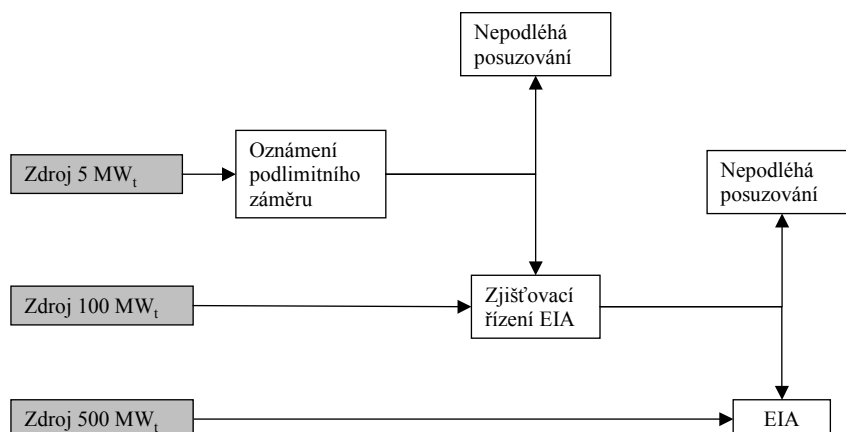 Nepodléhá
posuzování
Oznámení
podlimitního
záměru
Zdroj 5 MWt
Nepodléhá
posuzování
Zjišťovací
řízení EIA
Zdroj 100 MWt
Zdroj 500 MWt
EIA